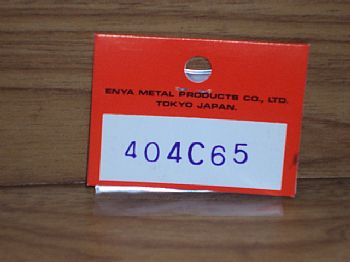 ENYA METAL PRODUCTS CO., LTD.
TOKYO JAPAN.
404C65